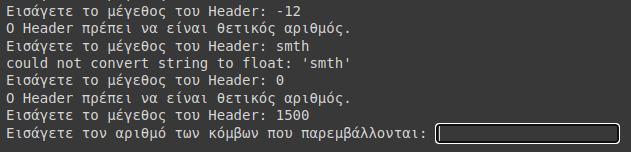 Εισάγετε το μέγεθος του Header: -12
Ο Header πρέπει να είναι θετικός αριθμός.
Εισάγετε το μέγεθος του Header: smth
could not convert string to float: 'smth'
Εισάγετε το μέγεθος του Header: 0
Ο Header πρέπει να είναι θετικός αριθμός.
Εισάγετε το μέγεθος του Header: 1500
Εισάγετε τον αριθμό των κόμβων που παρεμβάλλονται: